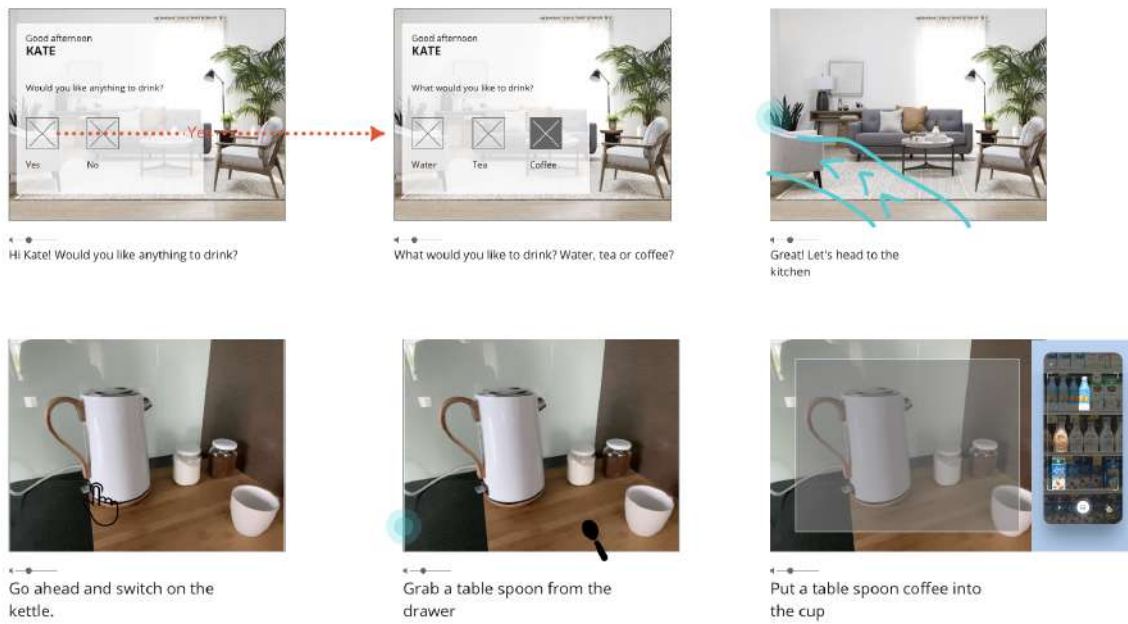 Good afternoon
KATE
Would you like anything to drink?
Yes
Yes
No
Good afternoon
KATE
What would you like to drink?
Water
Tea
Coffee
Hi Kate! Would you like anything to drink?
What would you like to drink? Water, tea or coffee?
Great! Let's head to the
kitchen
Go ahead and switch on the
kettle.
Grab a table spoon from the
drawer
Put a table spoon coffee into
the cup